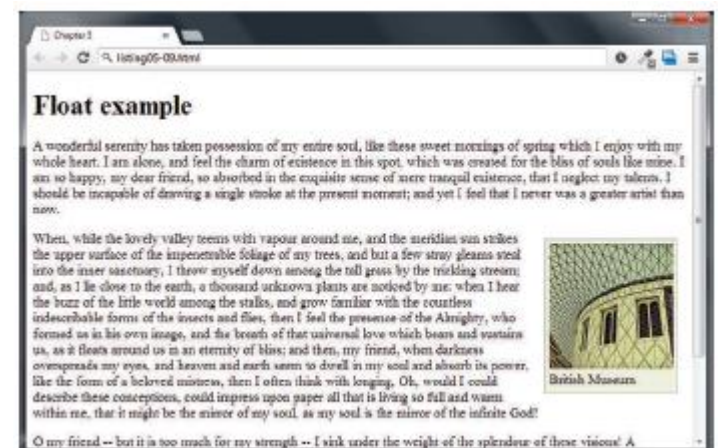 Chapter 5
listing05-09.html
Float example
A wonderful serenity has taken possession of my entire soul, like these sweet mornings of spring which I enjoy with my
whole heart. I am alone, and feel the charm of existence in this spot, which was created for the bliss of souls like mine. I
am so happy, my dear friend, so absorbed in the exquisite sense of mere tranquil existence, that I neglect my talents. I
should be incapable of drawing a single stroke at the present moment; and yet I feel that I never was a greater artist than
now.
When, while the lovely valley teems with vapour around me, and the meridian sun strikes
the upper surface of the impenetrable foliage of my trees, and but a few stray gleams steal
into the inner sanctuary, I throw myself down among the tall grass by the trickling stream;
and, as I lie close to the earth, a thousand unknown plants are noticed by me: when I hear
the buzz of the little world among the stalks, and grow familiar with the countless
indescribable forms of the insects and flies, then I feel the presence of the Almighty, who
formed us in his own image, and the breath of that universal love which bears and sustains
us, as it floats around us in an eternity of bliss; and then, my friend, when darkness
overspreads my eyes, and heaven and earth seem to dwell in my soul and absorb its power,
like the form of a beloved mistress, then I often think with longing, Oh, would I could
describe these conceptions, could impress upon paper all that is living so full and warm
within me, that it might be the mirror of my soul, as my soul is the mirror of the infinite God!
British Museum
O my friend -- but it is too much for my strength -- I sink under the weight of the splendour of these visions! A